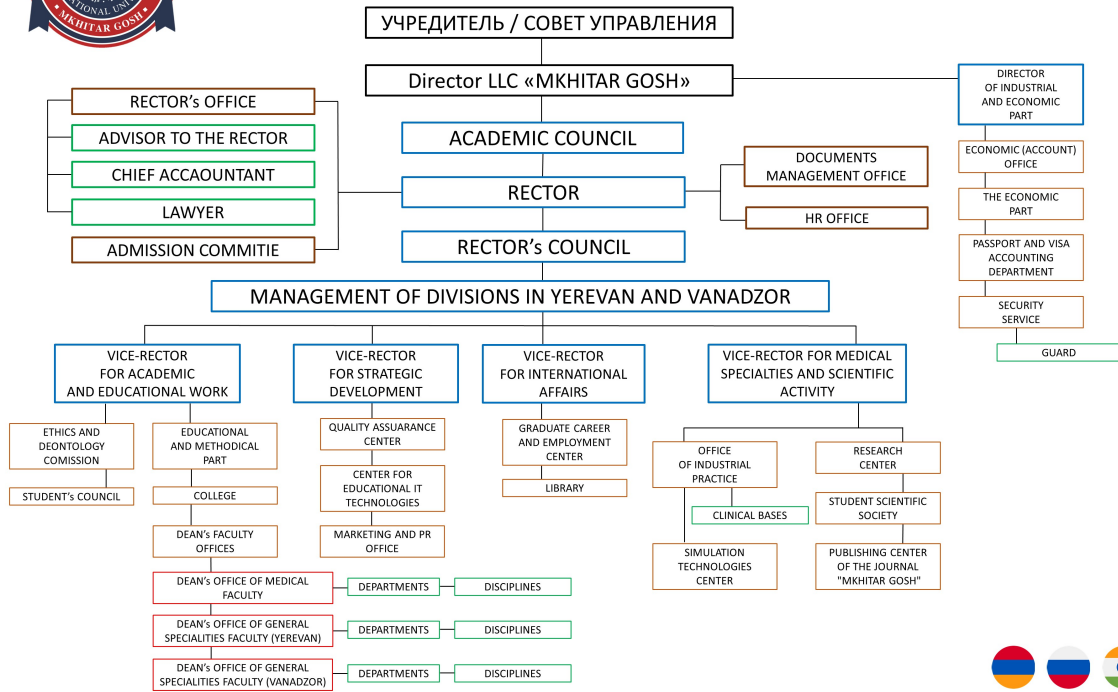 ATIONAL UNI
• MKHITAR GOSH •
УЧРЕДИТЕЛЬ / СОВЕТ УПРАВЛЕНИЯ
Director LLC «MKHITAR GOSH»
DIRECTOR
OF INDUSTRIAL
AND ECONOMIC
PART
RECTOR's OFFICE
ADVISOR TO THE RECTOR
CHIEF ACCAOUNTANT
LAWYER
ADMISSION COMMITIE
ACADEMIC COUNCIL
RECTOR
RECTOR's COUNCIL
DOCUMENTS
MANAGEMENT OFFICE
HR OFFICE
ECONOMIC (ACCOUNT)
OFFICE
THE ECONOMIC
PART
PASSPORT AND VISA
ACCOUNTING
DEPARTMENT
SECURITY
SERVICE
GUARD
MANAGEMENT OF DIVISIONS IN YEREVAN AND VANADZOR
VICE-RECTOR
FOR ACADEMIC
AND EDUCATIONAL WORK
VICE-RECTOR
FOR STRATEGIC
DEVELOPMENT
VICE-RECTOR
FOR INTERNATIONAL
AFFAIRS
VICE-RECTOR FOR MEDICAL
SPECIALTIES AND SCIENTIFIC
ACTIVITY
ETHICS AND
DEONTOLOGY
COMISSION
STUDENT's COUNCIL
EDUCATIONAL
AND METHODICAL
PART
COLLEGE
DEAN's FACULTY
OFFICES
QUALITY ASSUARANCE
CENTER
CENTER FOR
EDUCATIONAL IT
TECHNOLOGIES
MARKETING AND PR
OFFICE
GRADUATE CAREER
AND EMPLOYMENT
CENTER
LIBRARY
OFFICE
OF INDUSTRIAL
PRACTICE
CLINICAL BASES
SIMULATION
TECHNOLOGIES
CENTER
RESEARCH
CENTER
STUDENT SCIENTIFIC
SOCIETY
PUBLISHING CENTER
OF THE JOURNAL
"MKHITAR GOSH"
DEAN's OFFICE OF MEDICAL
FACULTY
DEPARTMENTS
DISCIPLINES
DEAN's OFFICE OF GENERAL
SPECIALITIES FACULTY (YEREVAN)
DEPARTMENTS
DISCIPLINES
DEAN's OFFICE OF GENERAL
SPECIALITIES FACULTY (VANADZOR)
DEPARTMENTS
DISCIPLINES